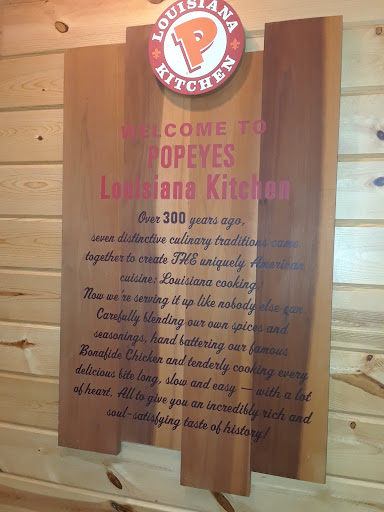 LOUISIANA
P
KITCHEN
WELCOME TO
POPEYES
Louisiana Kitchen
Over 300 years ago,
seven distinctive culinary traditions came
together to create THE uniquely American
cuisine: Louisiana cooking.
Now we're serving it up like nobody else can.
Carefully blending our own spices and
seasonings, hand battering our famous
Bonafide Chicken and tenderly cooking every
delicious bite long, slow and easy — with a lot
of heart. All to give you an incredibly rich and
soul-satisfying taste of history!